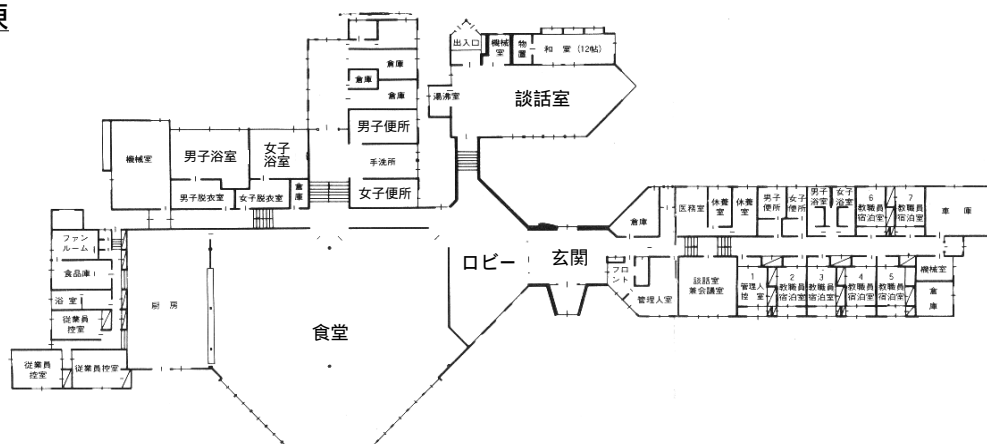 棟
出入口
機械
室
物
置
和 室 (12帖)
倉庫
倉庫
倉庫
湯沸室
談話室
男子便所
手洗所
女子便所
機械室
男子浴室
女子
浴室
男子脱衣室
女子脱衣室
倉
庫
ファン
ルーム
食品庫
浴 室
従業員
控室
従業員
控室
従業員控室
厨 房
食堂
ロビー
玄関
倉庫
フロ
ント
管理人室
医務室
休養
室
休養
室
男子
便所
女子
便所
男子
浴室
女子
浴室
6
教職員
宿泊室
7
教職員
宿泊室
車 庫
談話室
兼会議室
1
管理人
控 室
2
教職員
宿泊室
3
教職員
宿泊室
4
教職員
宿泊室
5
教職員
宿泊室
機械室
倉
庫